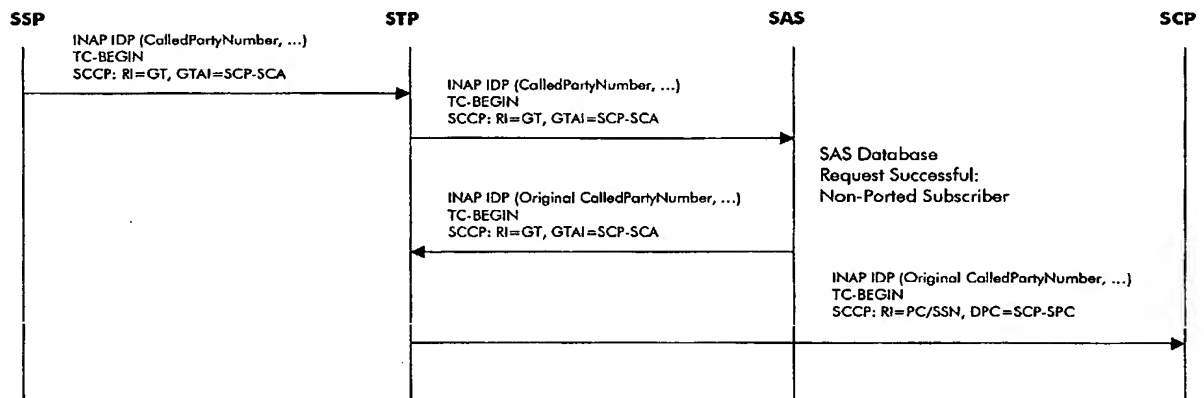 SSP STP SAS SCP
INAP IDP (CalledPartyNumber, ...)
TC-BEGIN
SCCP: RI=GT, GTAI=SCP-SCA
INAP IDP (CalledPartyNumber, ...)
TC-BEGIN
SCCP: RI=GT, GTAI=SCP-SCA
SAS Database
Request Successful:
Non-Ported Subscriber
INAP IDP (Original CalledPartyNumber, ...)
TC-BEGIN
SCCP: RI=GT, GTAI=SCP-SCA
INAP IDP (Original CalledPartyNumber, ...)
TC-BEGIN
SCCP: RI=PC/SSN, DPC=SCP-SPC